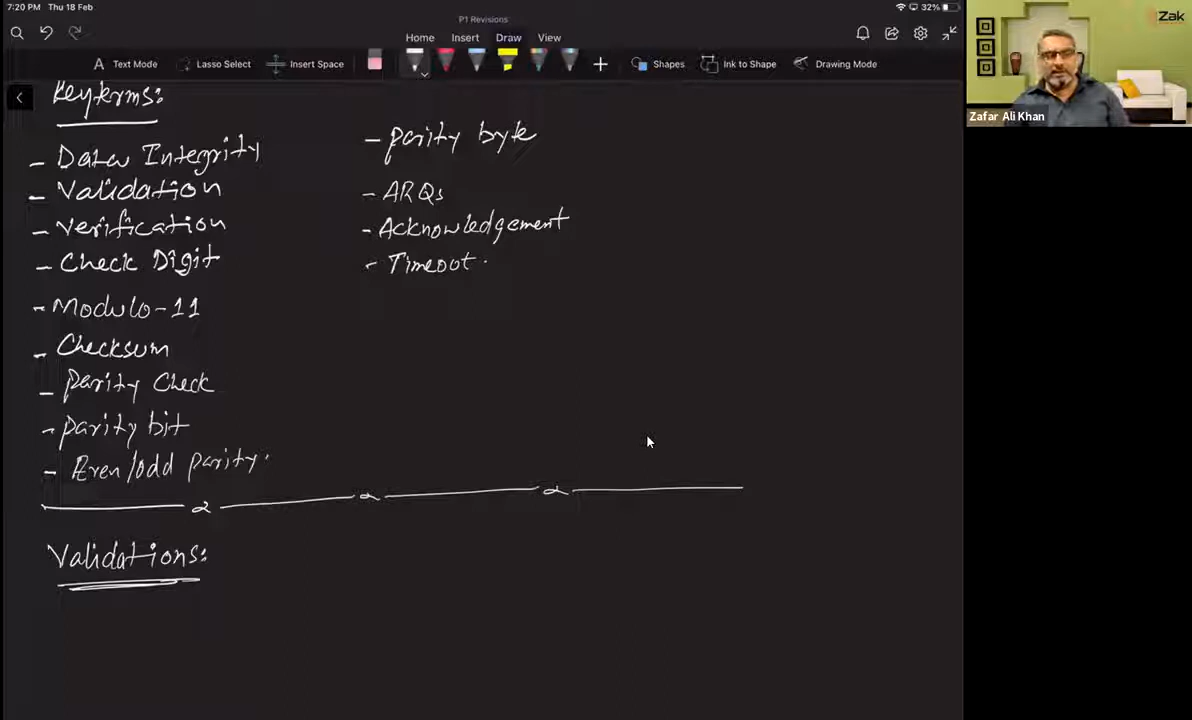 7:20 PM Thu 18 Feb
32%
P1 Revisions
Home Insert Draw View
Text Mode Lasso Select Insert Space Shapes Ink to Shape Drawing Mode
Zak
Zafar Ali Khan
Keyterms:
- Data Integrity
- Validation
- Verification
- Check Digit
- Modulo-11
- Checksum
- Parity Check
- Parity bit
- Even/odd parity.
- Parity byte
- ARQs
- Acknowledgement
- Timeout.
Validations: